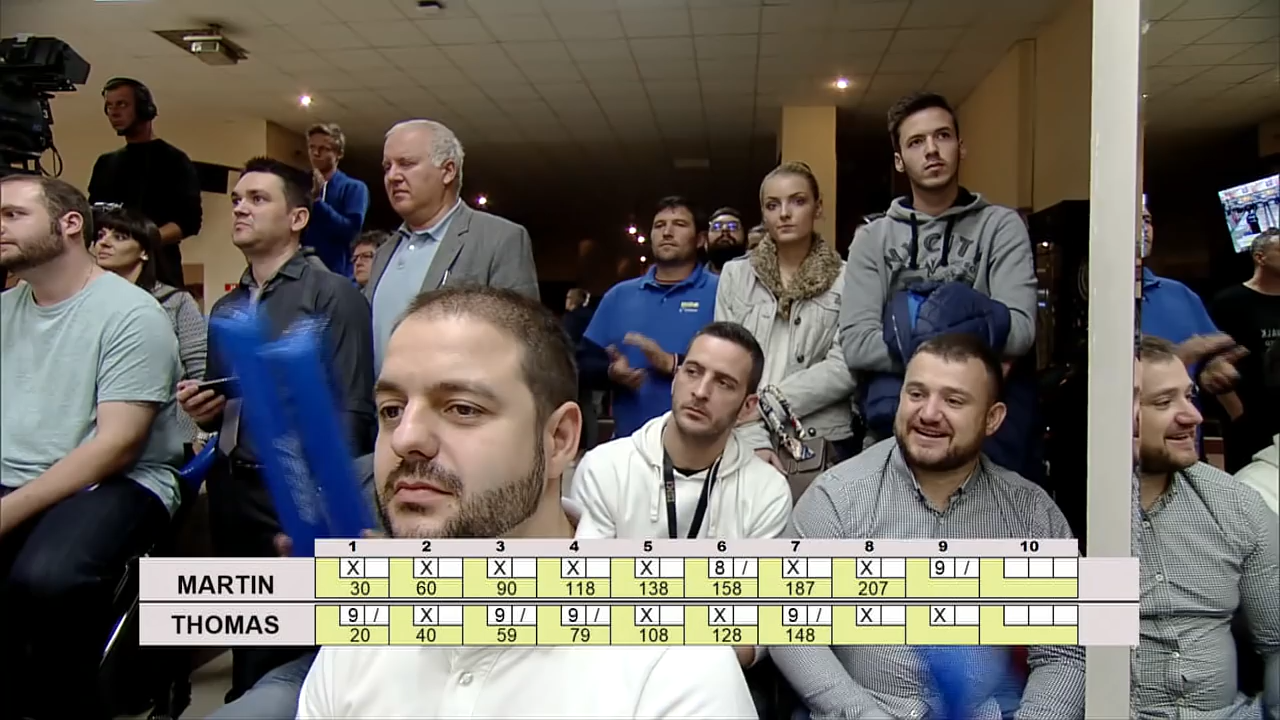 1 2 3 4 5 6 7 8 9 10
MARTIN X X X X X 8 / X X 9 /
30 60 90 118 138 158 187 207
THOMAS 9 / X 9 / 9 / X X 9 / X X
20 40 59 79 108 128 148